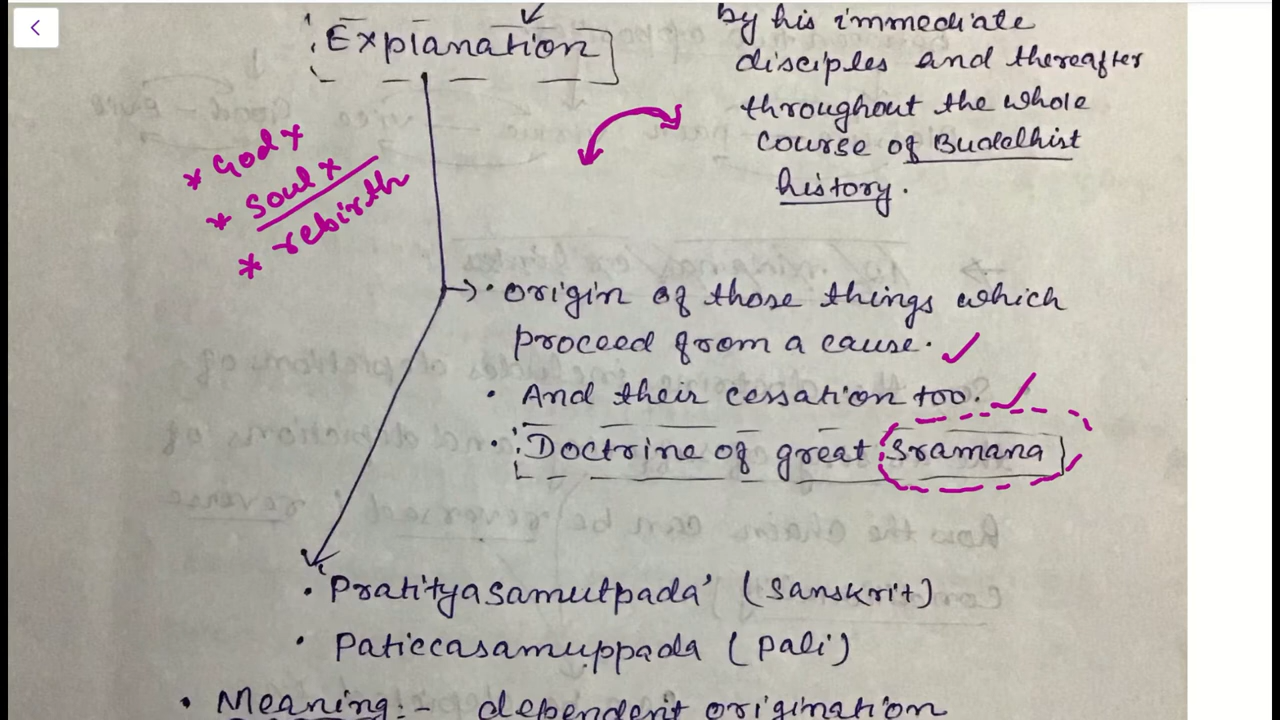 Explanation
by his immediate
disciples and thereafter
throughout the whole
course of Buddhist
history.
* God x
* Soul x
* rebirth
→ • origin of those things which
proceed from a cause. ✓
• And their cessation too. ✓
• Doctrine of great Sramana
• 'Pratityasamutpada' (Sanskrit)
• Paticcasamuppada (Pali)
• Meaning:- dependent origination